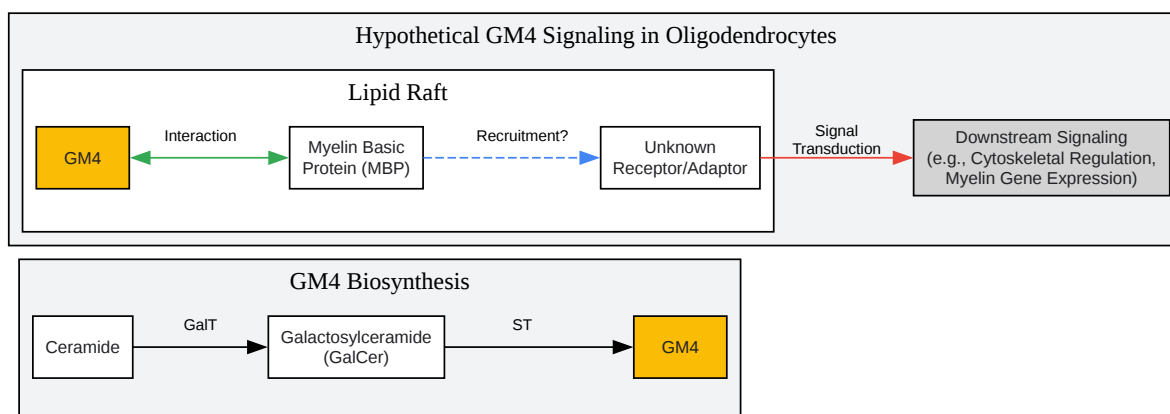 Hypothetical GM4 Signaling in Oligodendrocytes
Lipid Raft
GM4
Interaction
Myelin Basic
Protein (MBP)
Recruitment?
Unknown
Receptor/Adaptor
Signal
Transduction
Downstream Signaling
(e.g., Cytoskeletal Regulation,
Myelin Gene Expression)
GM4 Biosynthesis
Ceramide
GalT
Galactosylceramide
(GalCer)
ST
GM4